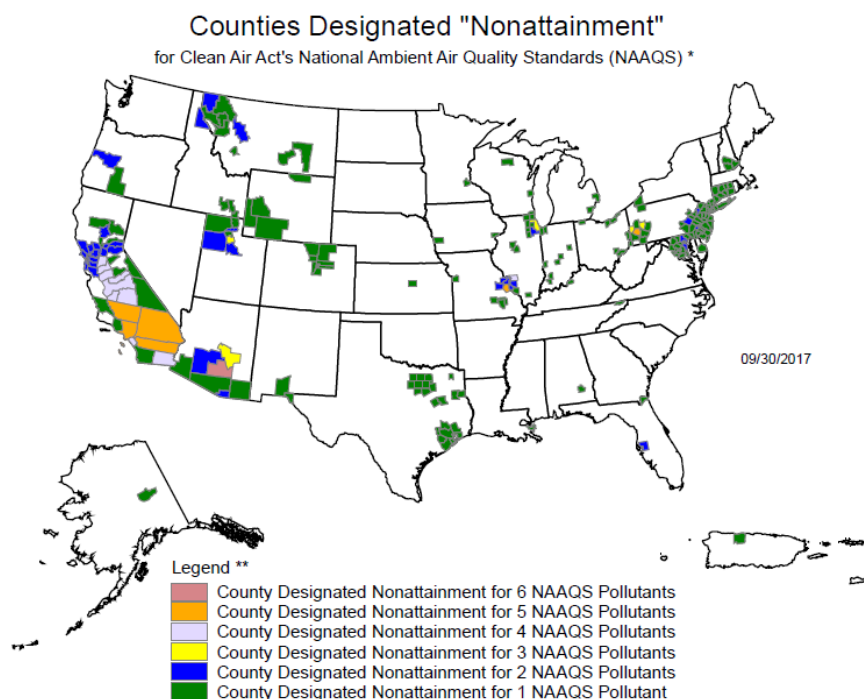 Counties Designated "Nonattainment"
for Clean Air Act's National Ambient Air Quality Standards (NAAQS) *
09/30/2017
Legend **
County Designated Nonattainment for 6 NAAQS Pollutants
County Designated Nonattainment for 5 NAAQS Pollutants
County Designated Nonattainment for 4 NAAQS Pollutants
County Designated Nonattainment for 3 NAAQS Pollutants
County Designated Nonattainment for 2 NAAQS Pollutants
County Designated Nonattainment for 1 NAAQS Pollutant